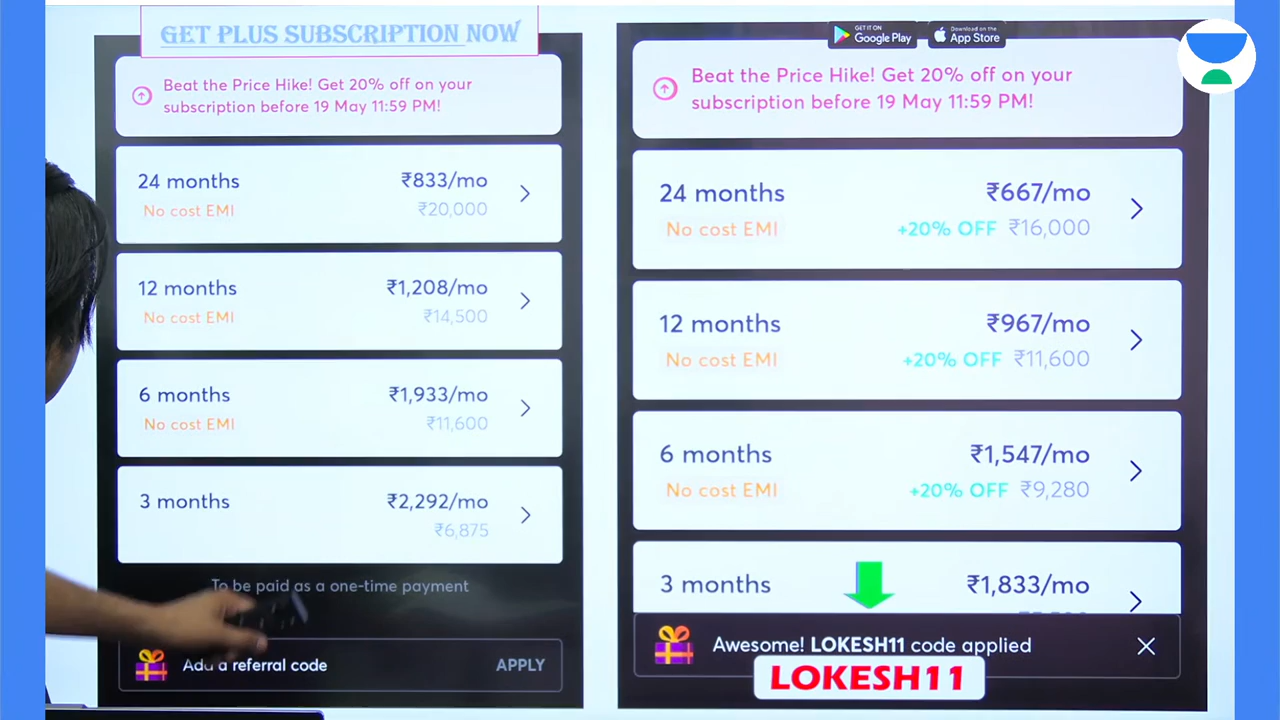 GET PLUS SUBSCRIPTION NOW
Beat the Price Hike! Get 20% off on your
subscription before 19 May 11:59 PM!
24 months ₹833/mo
No cost EMI ₹20,000
12 months ₹1,208/mo
No cost EMI ₹14,500
6 months ₹1,933/mo
No cost EMI ₹11,600
3 months ₹2,292/mo
₹6,875
To be paid as a one-time payment
Add a referral code APPLY
GET IT ON
Google Play
Download on the
App Store
Beat the Price Hike! Get 20% off on your
subscription before 19 May 11:59 PM!
24 months ₹667/mo
No cost EMI +20% OFF ₹16,000
12 months ₹967/mo
No cost EMI +20% OFF ₹11,600
6 months ₹1,547/mo
No cost EMI +20% OFF ₹9,280
3 months ₹1,833/mo
Awesome! LOKESH11 code applied
LOKESH11